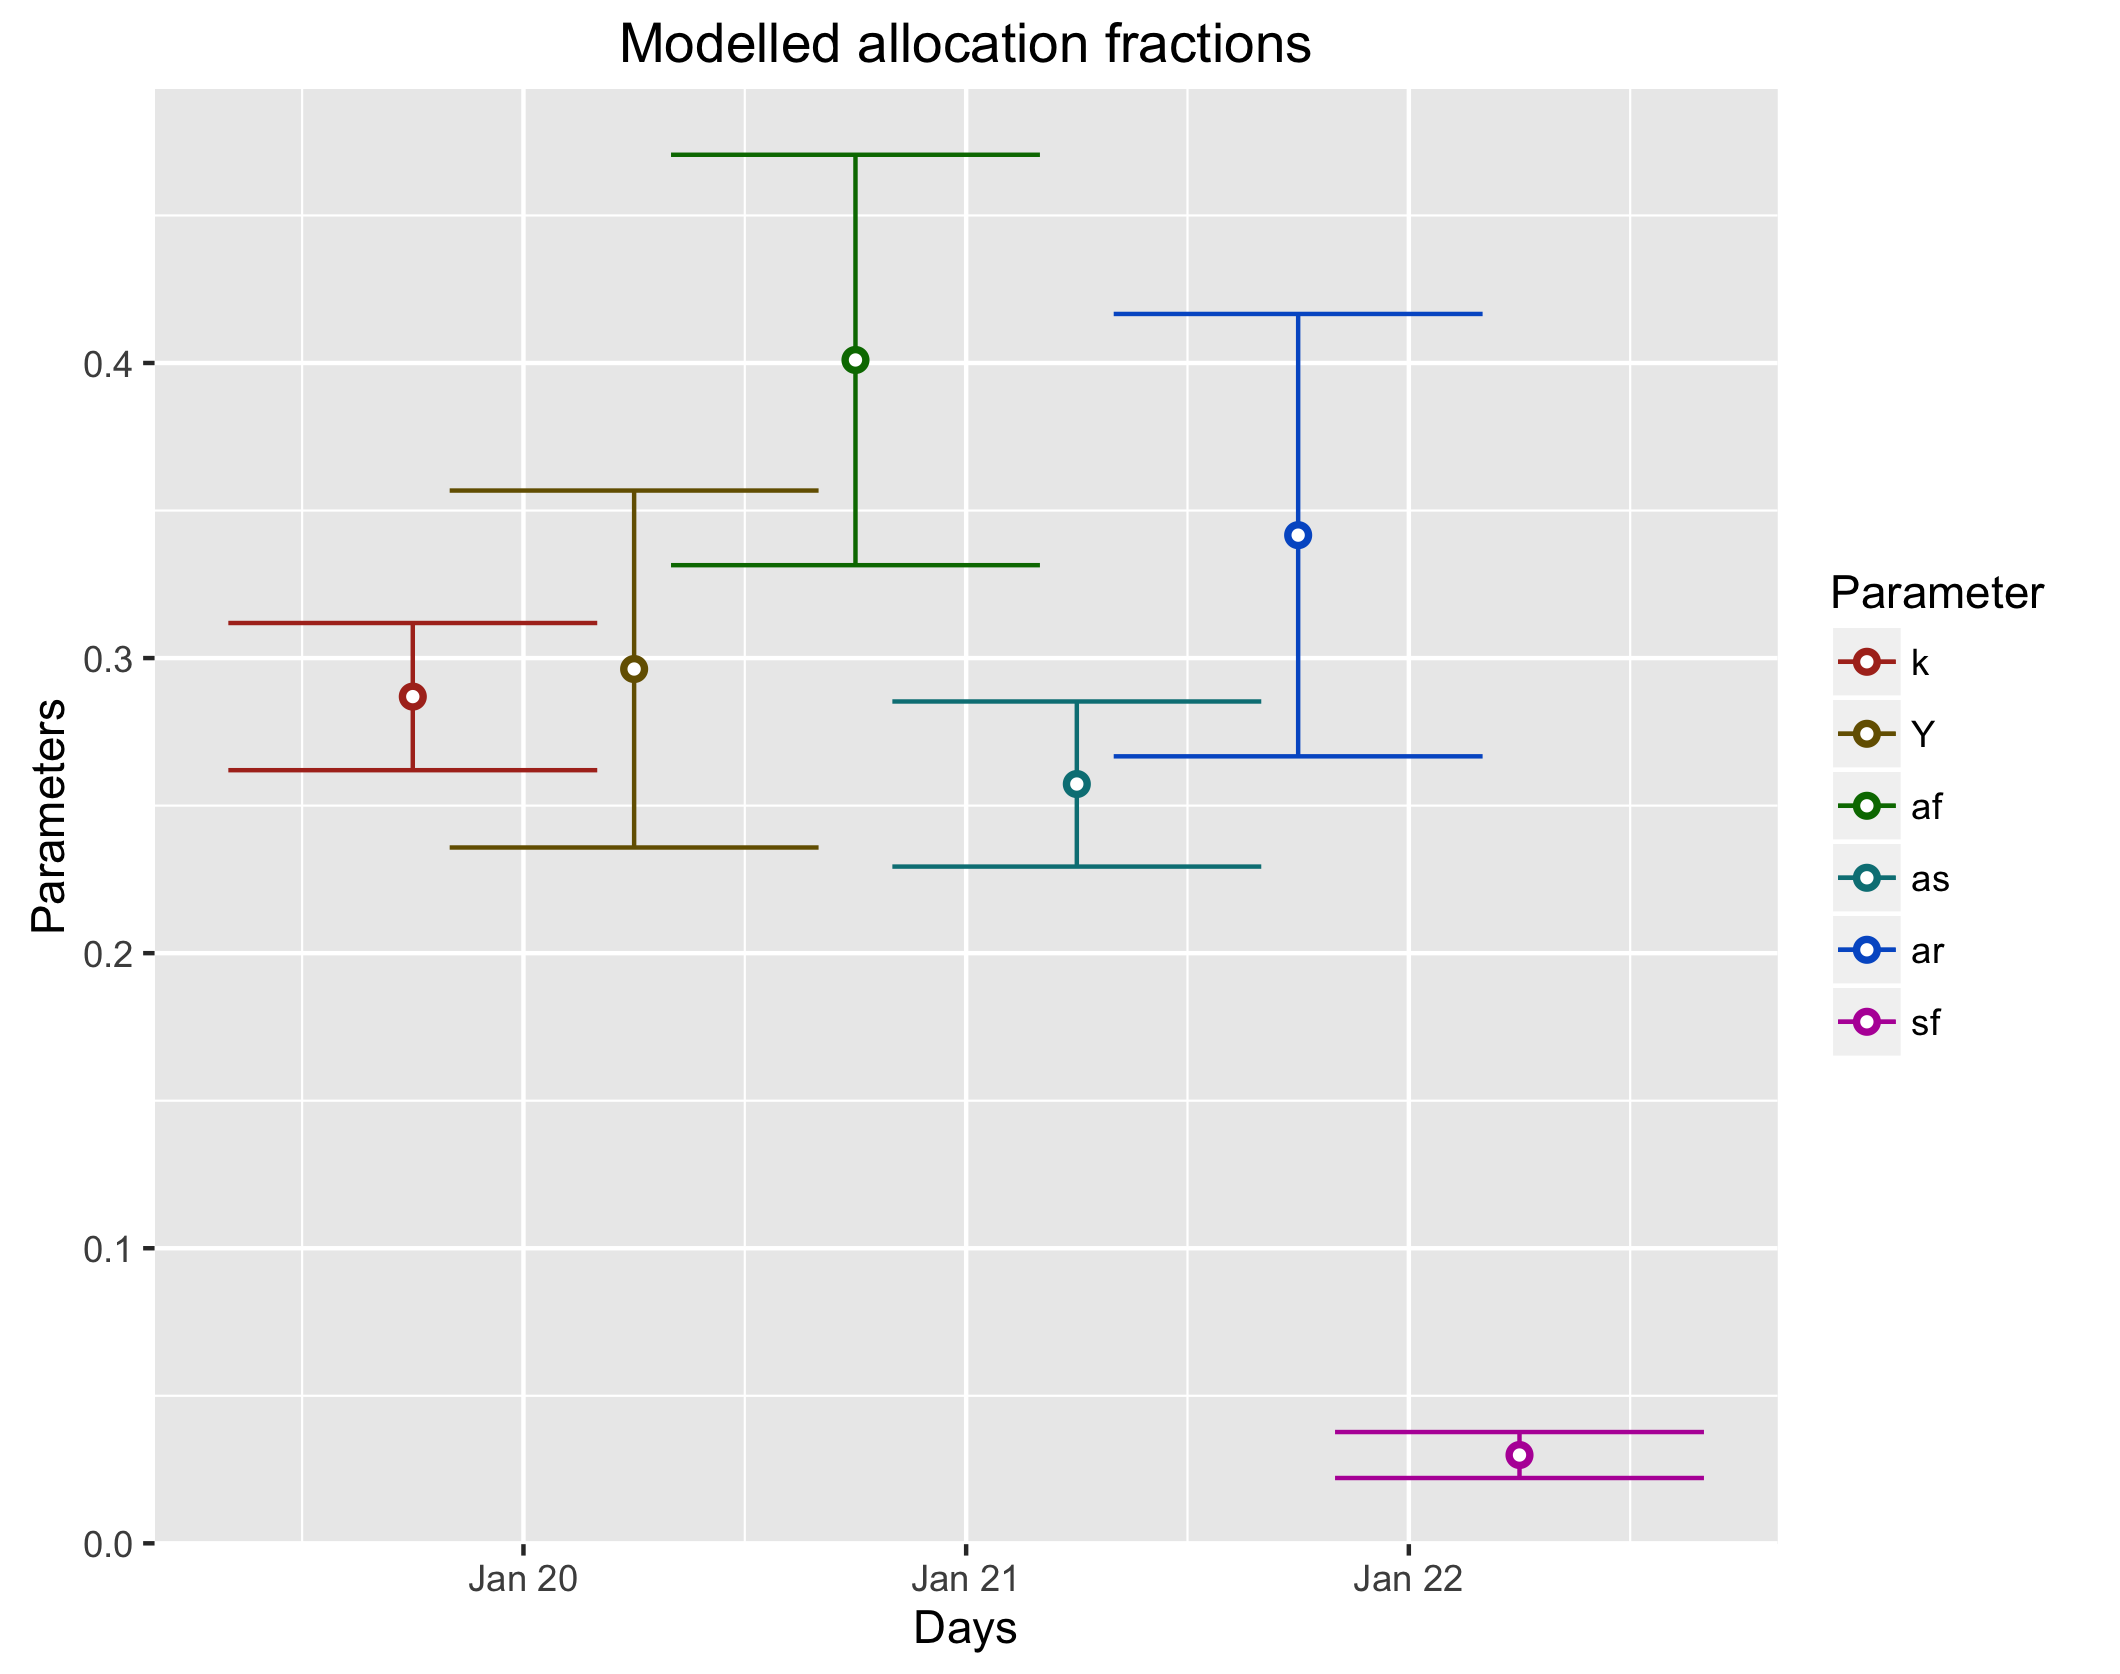 Modelled allocation fractions
Parameters
0.4
0.3
0.2
0.1
0.0
Jan 20
Jan 21
Jan 22
Days
Parameter
k
Y
af
as
ar
sf